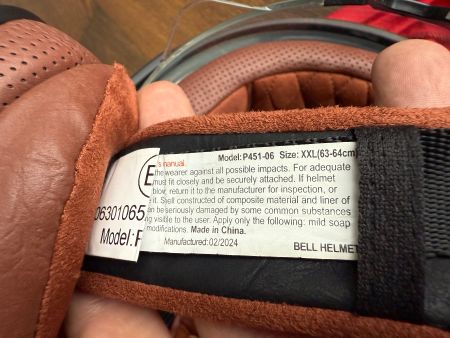 's manual. Model: P451-06 Size: XXL(63-64cm)
the wearer against all possible impacts. For adequate
must fit closely and be securely attached. If helmet
blow, return it to the manufacturer for inspection, or
e it. Shell constructed of composite material and liner of
an be seriously damaged by some common substances
ng visible to the user. Apply only the following: mild soap
modifications. Made in China.
Manufactured:02/2024
BELL HELMET
E
06301065
Model:P